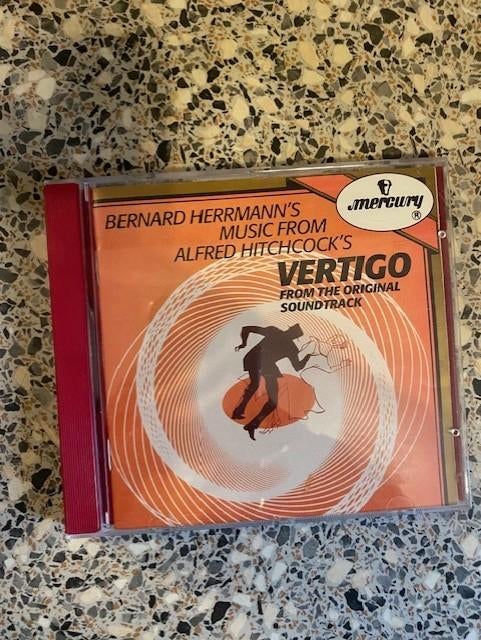 mercury
®
BERNARD HERRMANN'S
MUSIC FROM
ALFRED HITCHCOCK'S
VERTIGO
FROM THE ORIGINAL
SOUNDTRACK